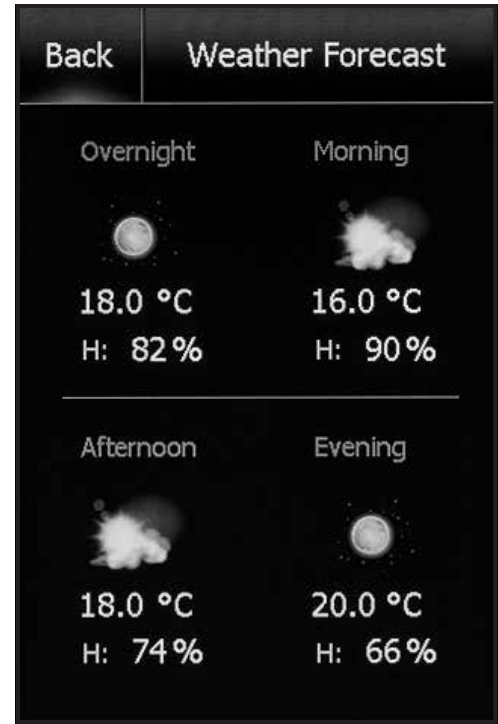 Back Weather Forecast
Overnight Morning
18.0 °C 16.0 °C
H: 82% H: 90%
Afternoon Evening
18.0 °C 20.0 °C
H: 74% H: 66%